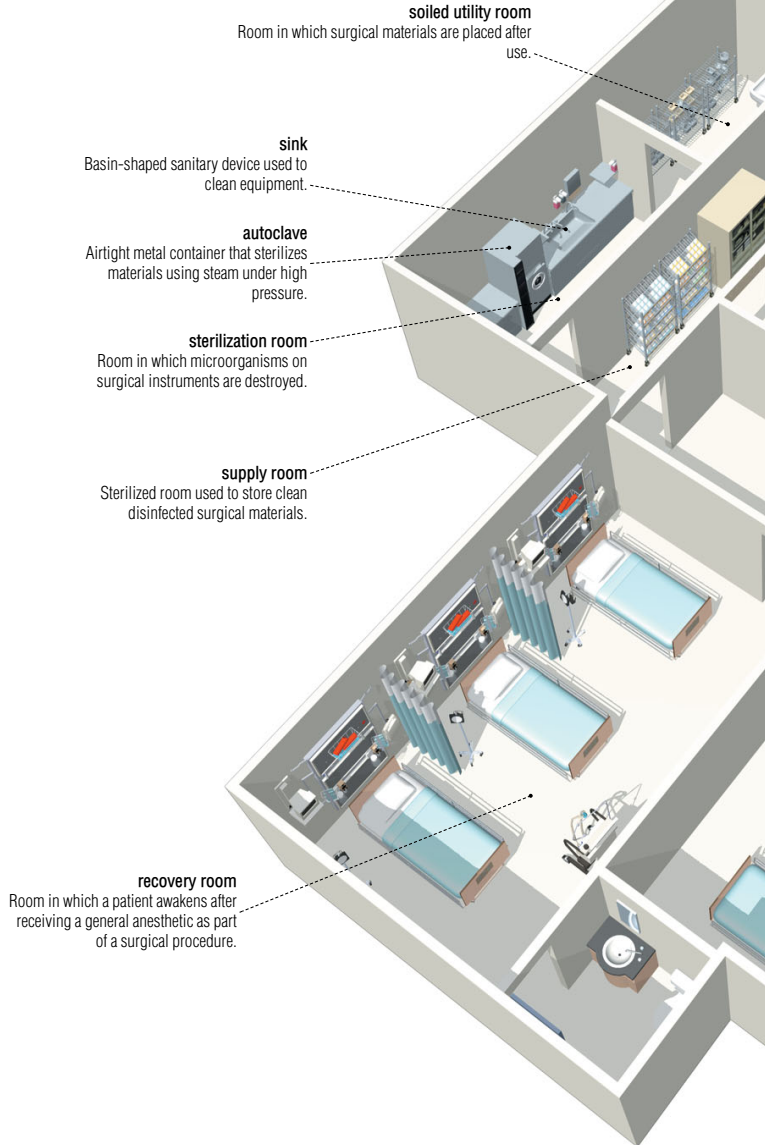 soiled utility room
Room in which surgical materials are placed after
use.
sink
Basin-shaped sanitary device used to
clean equipment.
autoclave
Airtight metal container that sterilizes
materials using steam under high
pressure.
sterilization room
Room in which microorganisms on
surgical instruments are destroyed.
supply room
Sterilized room used to store clean
disinfected surgical materials.
recovery room
Room in which a patient awakens after
receiving a general anesthetic as part
of a surgical procedure.